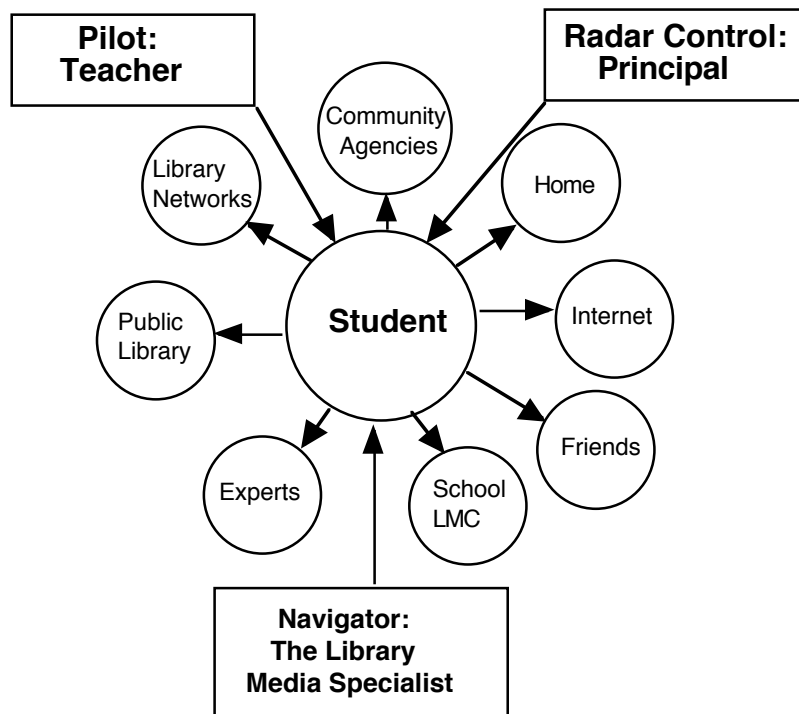 Pilot:
Teacher
Radar Control:
Principal
Community
Agencies
Library
Networks
Home
Public
Library
Student
Internet
Friends
Experts
School
LMC
Navigator:
The Library
Media Specialist